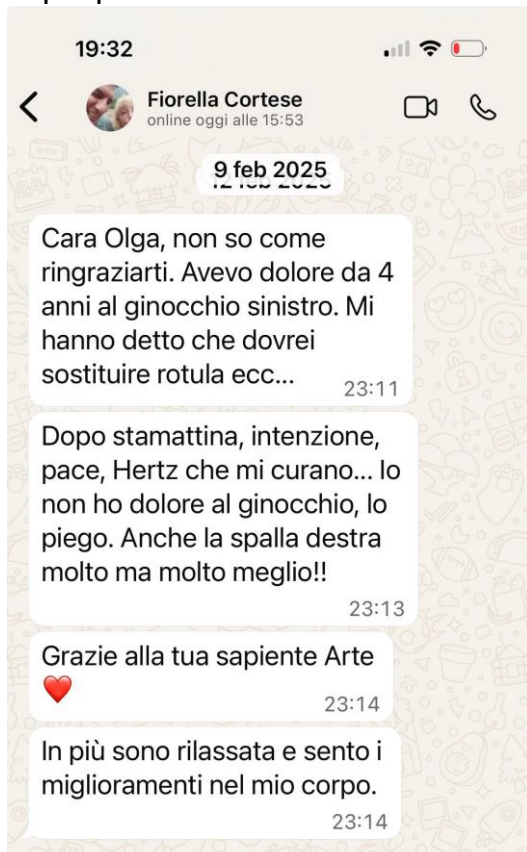 19:32
Fiorella Cortese
online oggi alle 15:53
9 feb 2025
12 feb 2025
Cara Olga, non so come
ringraziarti. Avevo dolore da 4
anni al ginocchio sinistro. Mi
hanno detto che dovrei
sostituire rotula ecc...
23:11
Dopo stamattina, intenzione,
pace, Hertz che mi curano... Io
non ho dolore al ginocchio, lo
piego. Anche la spalla destra
molto ma molto meglio!!
23:13
Grazie alla tua sapiente Arte
❤️
23:14
In più sono rilassata e sento i
miglioramenti nel mio corpo.
23:14